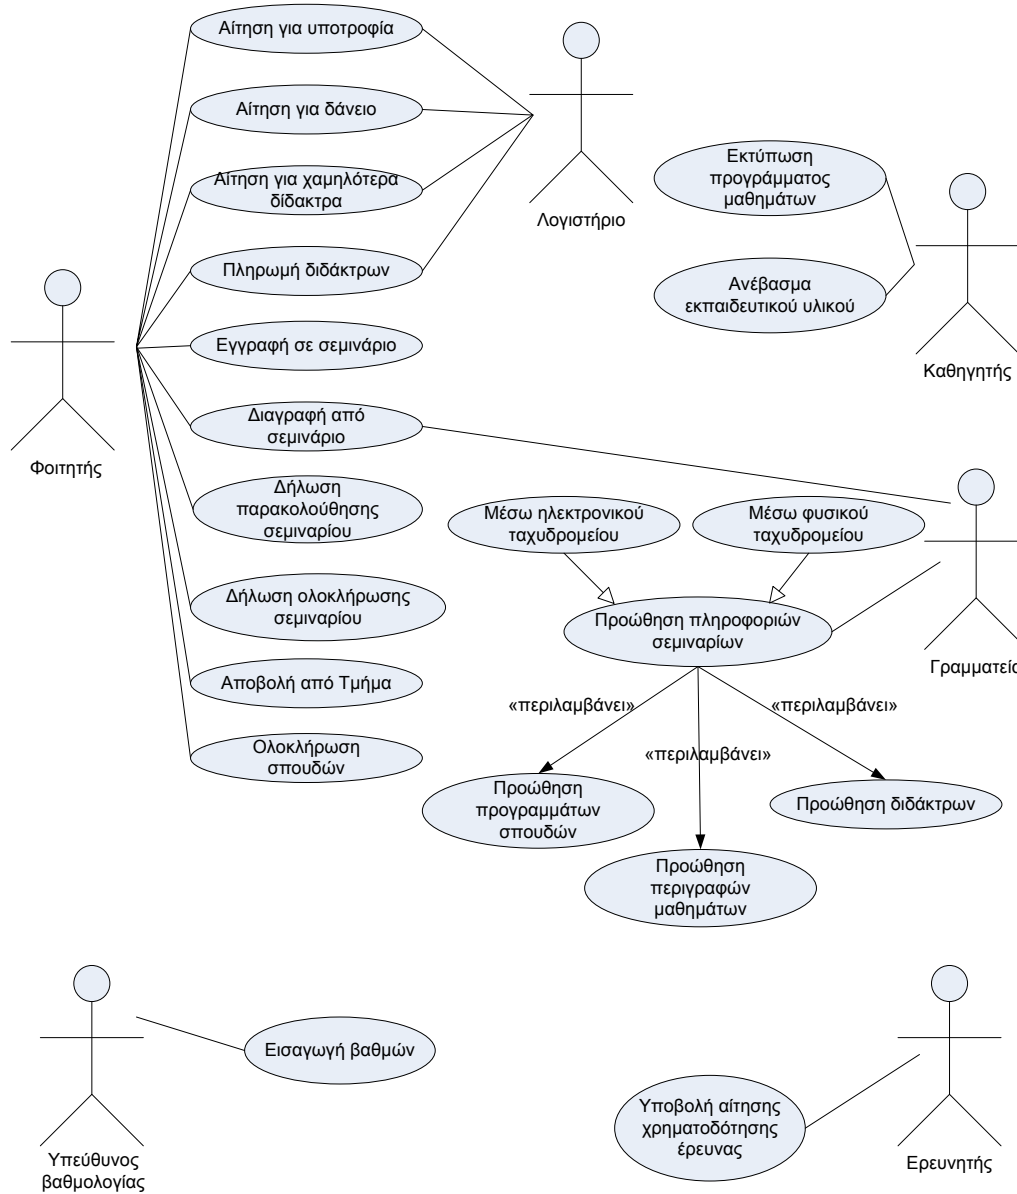 Αίτηση για υποτροφία
Αίτηση για δάνειο
Αίτηση για χαμηλότερα
δίδακτρα
Πληρωμή διδάκτρων
Εγγραφή σε σεμινάριο
Διαγραφή από
σεμινάριο
Δήλωση
παρακολούθησης
σεμιναρίου
Δήλωση ολοκλήρωσης
σεμιναρίου
Αποβολή από Τμήμα
Ολοκλήρωση
σπουδών
Φοιτητής
Λογιστήριο
Εκτύπωση
προγράμματος
μαθημάτων
Ανέβασμα
εκπαιδευτικού υλικού
Καθηγητής
Μέσω ηλεκτρονικού
ταχυδρομείου
Μέσω φυσικού
ταχυδρομείου
Προώθηση πληροφοριών
σεμιναρίων
Γραμματεία
«περιλαμβάνει»
«περιλαμβάνει»
«περιλαμβάνει»
Προώθηση
προγραμμάτων
σπουδών
Προώθηση διδάκτρων
Προώθηση
περιγραφών
μαθημάτων
Εισαγωγή βαθμών
Υπεύθυνος
βαθμολογίας
Υποβολή αίτησης
χρηματοδότησης
έρευνας
Ερευνητής